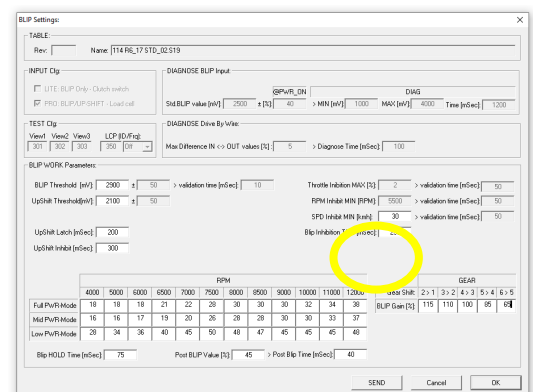 BLIP Settings:
TABLE:
Rev: Name: 114 R6_17 STD_02.S19
INPUT Cfg: DIAGNOSE BLIP Input
LITE: BLIP Only - Clutch switch @PWR_ON DIAG
PRO: BLIP/UP SHIFT - Load cell Std.BLIP value [mV]: 2500 ± [%]: 40 > MIN [mV]: 1000 MAX [mV]: 4000 Time [mSec]: 1200
TEST Cfg: DIAGNOSE Drive By Wire:
View1 View2 View3 LCP (ID/Frq):
301 302 303 350 Off Max Difference IN <-> OUT values [%]: 5 > Diagnose Time [mSec]: 100
BLIP WORK Parameters:
BLIP Threshold [mV]: 2900 ± 50 > validation time [mSec]: 10 Throttle Inibition MAX [%]: 2 > validation time [mSec]: 50
UpShift Threshold[mV]: 2100 ± 50 RPM Inhibit MIN [RPM]: 5500 > validation time [mSec]: 50
SPD Inhibit MIN [kmh]: 30 > validation time [mSec]: 50
UpShift Latch [mSec]: 200 Blip Inhibition
UpShift Inhibit [mSec]: 300
RPM GEAR
4000 5000 6000 6500 7000 7500 8000 8500 9000 10000 11000 12000 Gear Shift: 2 > 1 3 > 2 4 > 3 5 > 4 6 > 5
Full PWR-Mode 18 18 18 21 22 28 30 30 30 32 34 38 BLIP Gain [%]: 115 110 100 85 65
Mid PWR-Mode 16 16 17 19 20 26 28 28 30 30 33 37
Low PWR-Mode 28 34 36 40 45 50 48 47 45 45 45 48
Blip HOLD Time [mSec]: 75 Post BLIP Value [%]: 45 > Post Blip Time [mSec]: 40
SEND Cancel OK